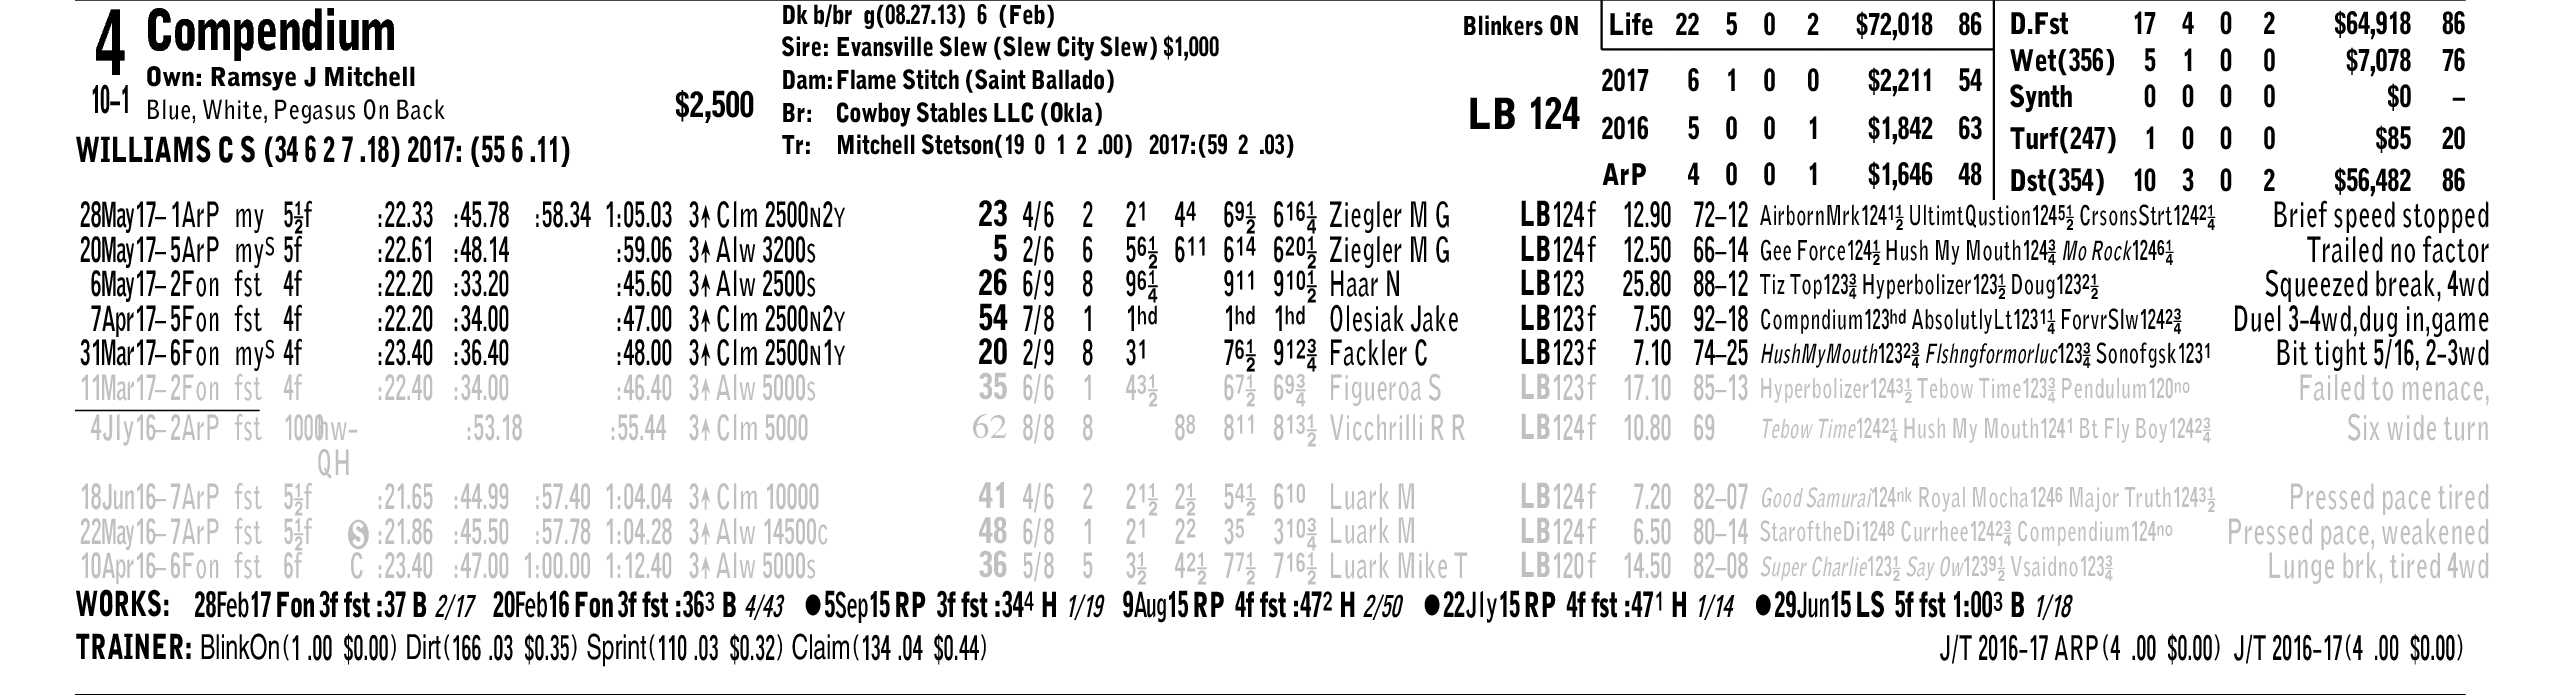 4 Compendium
Own: Ramsye J Mitchell
10-1 Blue, White, Pegasus On Back $2,500
WILLIAMS C S (34 6 2 7 .18) 2017: (55 6 .11)
Dk b/br g(08.27.13) 6 (Feb)
Sire: Evansville Slew (Slew City Slew) $1,000
Dam: Flame Stitch (Saint Ballado)
Br: Cowboy Stables LLC (Okla)
Tr: Mitchell Stetson(19 0 1 2 .00) 2017:(59 2 .03)
Blinkers ON
LB 124
Life 22 5 0 2 $72,018 86
2017 6 1 0 0 $2,211 54
2016 5 0 0 1 $1,842 63
ArP 4 0 0 1 $1,646 48
D.Fst 17 4 0 2 $64,918 86
Wet(356) 5 1 0 0 $7,078 76
Synth 0 0 0 0 $0 –
Turf(247) 1 0 0 0 $85 20
Dst(354) 10 3 0 2 $56,482 86
28May17–1ArP my 5½f :22.33 :45.78 :58.34 1:05.03 3↑ Clm 2500N2Y 23 4/6 2 2¹ 4⁴ 6⁹½ 6¹⁶¼ Ziegler M G LB124f 12.90 72–12 AirbornMrk124¹½ UltimtQustion124⁵½ CrsonsStrt124²¼ Brief speed stopped
20May17–5ArP myS 5f :22.61 :48.14 :59.06 3↑ Alw 3200s 5 2/6 6 5⁶½ 6¹¹ 6¹⁴ 6²⁰½ Ziegler M G LB124f 12.50 66–14 Gee Force124½ Hush My Mouth124¾ Mo Rock124⁶¼ Trailed no factor
6May17–2Fon fst 4f :22.20 :33.20 :45.60 3↑ Alw 2500s 26 6/9 8 9⁶¼ 9¹¹ 9¹⁰½ Haar N LB123 25.80 88–12 Tiz Top123¾ Hyperbolizer123½ Doug123²½ Squeezed break, 4wd
7Apr17–5Fon fst 4f :22.20 :34.00 :47.00 3↑ Clm 2500N2Y 54 7/8 1 1hd 1hd 1hd Olesiak Jake LB123f 7.50 92–18 Compndium123hd AbsolutlyLt123¹¼ ForvrSlw124²¾ Duel 3–4wd,dug in,game
31Mar17–6Fon myS 4f :23.40 :36.40 :48.00 3↑ Clm 2500N1Y 20 2/9 8 3¹ 7⁶½ 9¹²¾ Fackler C LB123f 7.10 74–25 HushMyMouth123²¾ Flshngformorluc123¾ Sonofgsk123¹ Bit tight 5/16, 2–3wd
11Mar17–2Fon fst 4f :22.40 :34.00 :46.40 3↑ Alw 5000s 35 6/6 1 4³½ 6⁷½ 6⁹¾ Figueroa S LB123f 17.10 85–13 Hyperbolizer124³½ Tebow Time123¾ Pendulum120no Failed to menace,
4Jly16–2ArP fst 1000nw– :53.18 :55.44 3↑ Clm 5000 62 8/8 8 8⁸ 8¹¹ 8¹³½ Vicchrilli R R LB124f 10.80 69 Tebow Time124²¼ Hush My Mouth124¹ Bt Fly Boy124²¾ Six wide turn
QH
18Jun16–7ArP fst 5½f :21.65 :44.99 :57.40 1:04.04 3↑ Clm 10000 41 4/6 2 2¹½ 2½ 5⁴½ 6¹⁰ Luark M LB124f 7.20 82–07 Good Samurai124nk Royal Mocha124⁶ Major Truth124³½ Pressed pace tired
22May16–7ArP fst 5½f S :21.86 :45.50 :57.78 1:04.28 3↑ Alw 14500c 48 6/8 1 2¹ 2² 3⁵ 3¹⁰¾ Luark M LB124f 6.50 80–14 StaroftheDi124⁸ Currhee124²¾ Compendium124no Pressed pace, weakened
10Apr16–6Fon fst 6f C :23.40 :47.00 1:00.00 1:12.40 3↑ Alw 5000s 36 5/8 5 3½ 4²½ 7⁷½ 7¹⁶½ Luark Mike T LB120f 14.50 82–08 Super Charlie123½ Say Ow123⁹½ Vsaidno123¾ Lunge brk, tired 4wd
WORKS: 28Feb17 Fon 3f fst :37 B 2/17 20Feb16 Fon 3f fst :36³ B 4/43 ●5Sep15 RP 3f fst :34⁴ H 1/19 9Aug15 RP 4f fst :47² H 2/50 ●22Jly15 RP 4f fst :47¹ H 1/14 ●29Jun15 LS 5f fst 1:00³ B 1/18
TRAINER: BlinkOn(1 .00 $0.00) Dirt(166 .03 $0.35) Sprint(110 .03 $0.32) Claim(134 .04 $0.44) J/T 2016-17 ARP(4 .00 $0.00) J/T 2016-17(4 .00 $0.00)